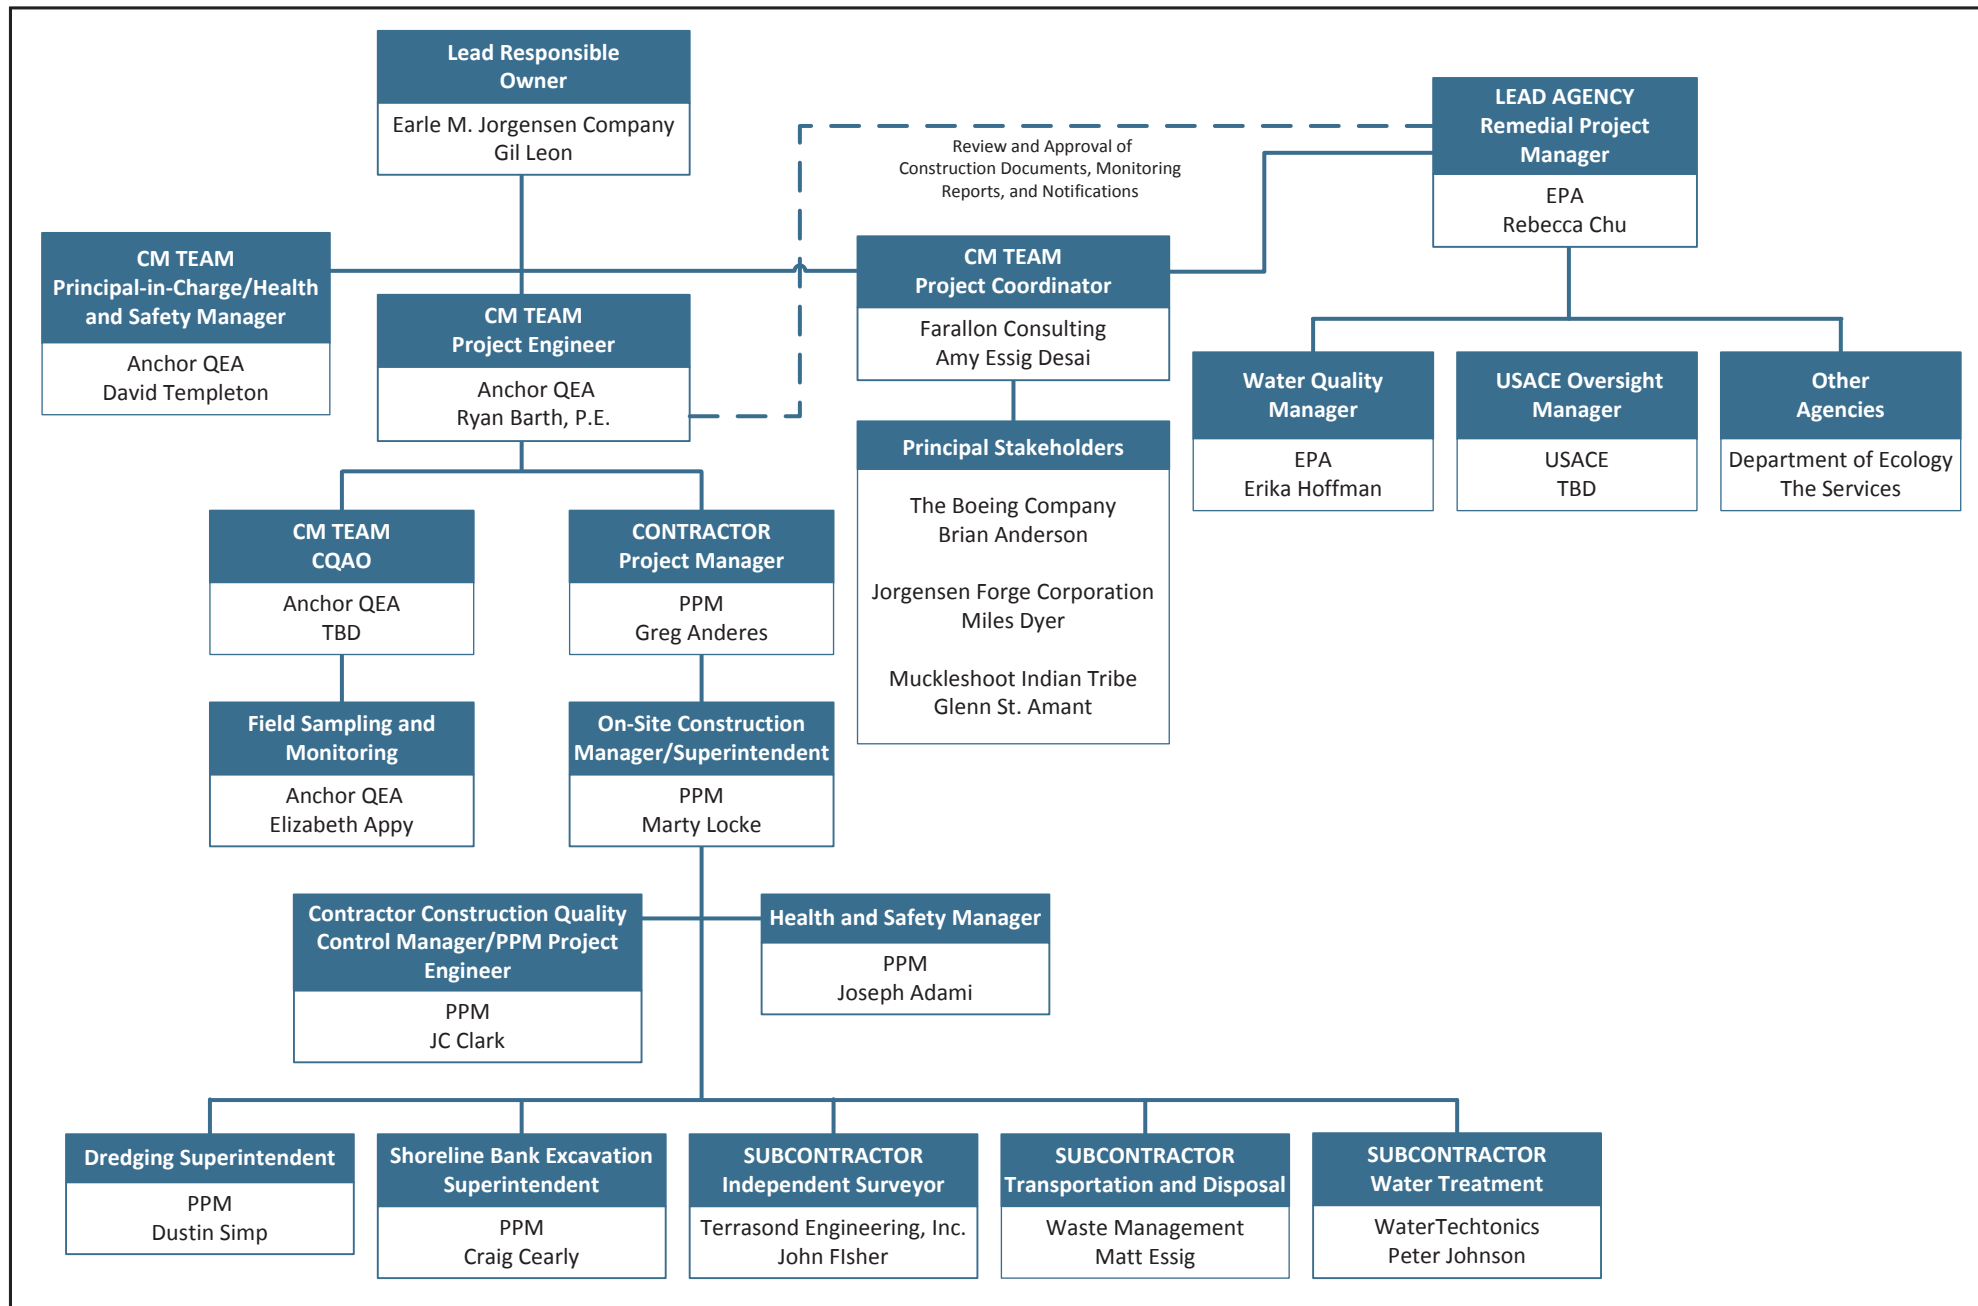 Lead Responsible
Owner
Earle M. Jorgensen Company
Gil Leon
LEAD AGENCY
Remedial Project
Manager
EPA
Rebecca Chu
Review and Approval of
Construction Documents, Monitoring
Reports, and Notifications
CM TEAM
Principal-in-Charge/Health
and Safety Manager
Anchor QEA
David Templeton
CM TEAM
Project Engineer
Anchor QEA
Ryan Barth, P.E.
CM TEAM
Project Coordinator
Farallon Consulting
Amy Essig Desai
Water Quality
Manager
EPA
Erika Hoffman
USACE Oversight
Manager
USACE
TBD
Other
Agencies
Department of Ecology
The Services
Principal Stakeholders
The Boeing Company
Brian Anderson
Jorgensen Forge Corporation
Miles Dyer
Muckleshoot Indian Tribe
Glenn St. Amant
CM TEAM
CQAO
Anchor QEA
TBD
CONTRACTOR
Project Manager
PPM
Greg Anderes
Field Sampling and
Monitoring
Anchor QEA
Elizabeth Appy
On-Site Construction
Manager/Superintendent
PPM
Marty Locke
Contractor Construction Quality
Control Manager/PPM Project
Engineer
PPM
JC Clark
Health and Safety Manager
PPM
Joseph Adami
Dredging Superintendent
PPM
Dustin Simp
Shoreline Bank Excavation
Superintendent
PPM
Craig Cearly
SUBCONTRACTOR
Independent Surveyor
Terrasond Engineering, Inc.
John FIsher
SUBCONTRACTOR
Transportation and Disposal
Waste Management
Matt Essig
SUBCONTRACTOR
Water Treatment
WaterTechtonics
Peter Johnson